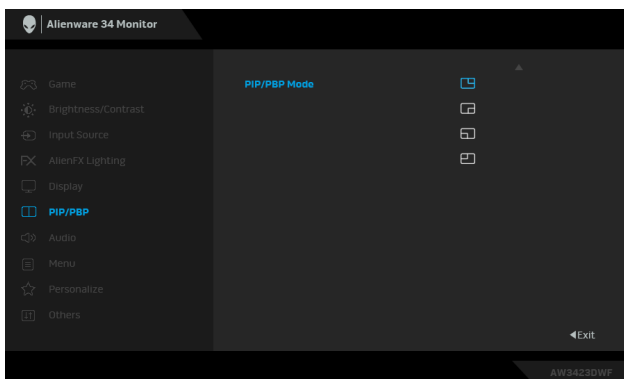 Alienware 34 Monitor
Game
PIP/PBP Mode
Brightness/Contrast
Input Source
AlienFX Lighting
Display
PIP/PBP
Audio
Menu
Personalize
Others
Exit
AW3423DWF